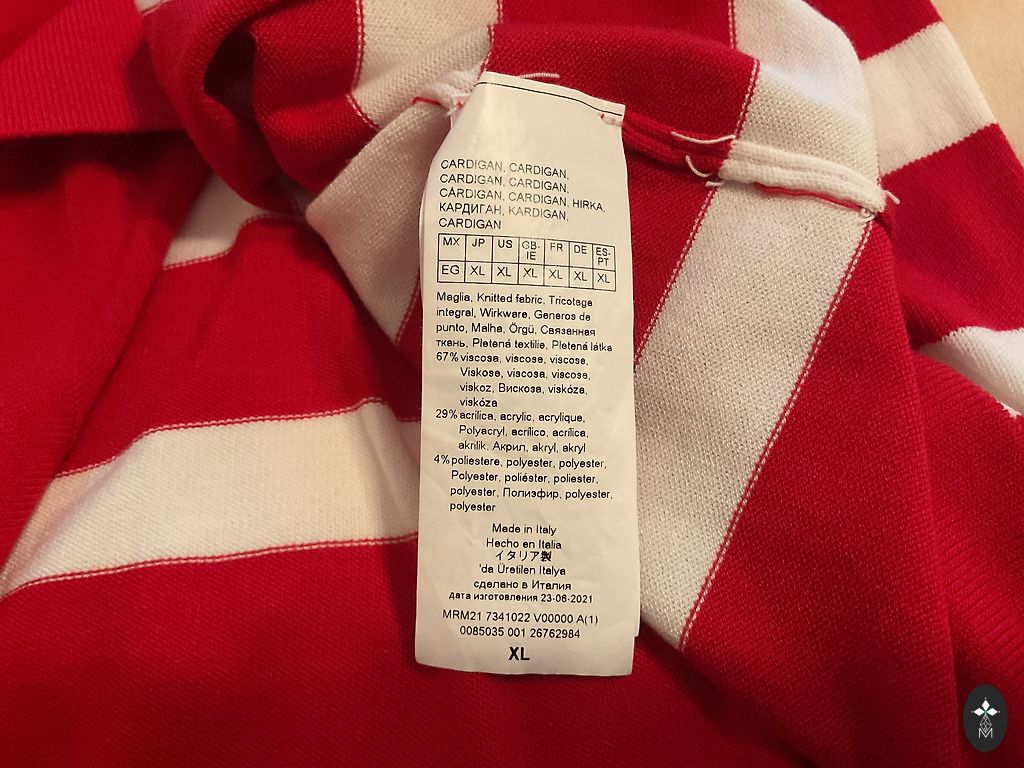 CARDIGAN, CARDIGAN,
CARDIGAN, CARDIGAN,
CÁRDIGAN, CARDIGAN, HIRKA,
КАРДИГАН, KARDIGAN,
CARDIGAN
MX JP US GB-IE FR DE ES-PT
EG XL XL XL XL XL XL
Maglia, Knitted fabric, Tricotage
integral, Wirkware, Generos de
punto, Malha, Örgü, Связанная
ткань, Pletená textilie, Pletená látka
67% viscosa, viscose, viscose,
Viskose, viscosa, viscose,
viskoz, Вискоза, viskóza,
viskóza
29% acrilica, acrylic, acrylique,
Polyacryl, acrílico, acrílica,
akrilik, Акрил, akryl, akryl
4% poliestere, polyester, polyester,
Polyester, poliéster, poliester,
polyester, Полиэфир, polyester,
polyester
Made in Italy
Hecho en Italia
イタリア製
'da Üretilen Italya
сделано в Италия
дата изготовления 23-06-2021
MRM21 7341022 V00000 A(1)
0085035 001 26762984
XL
M